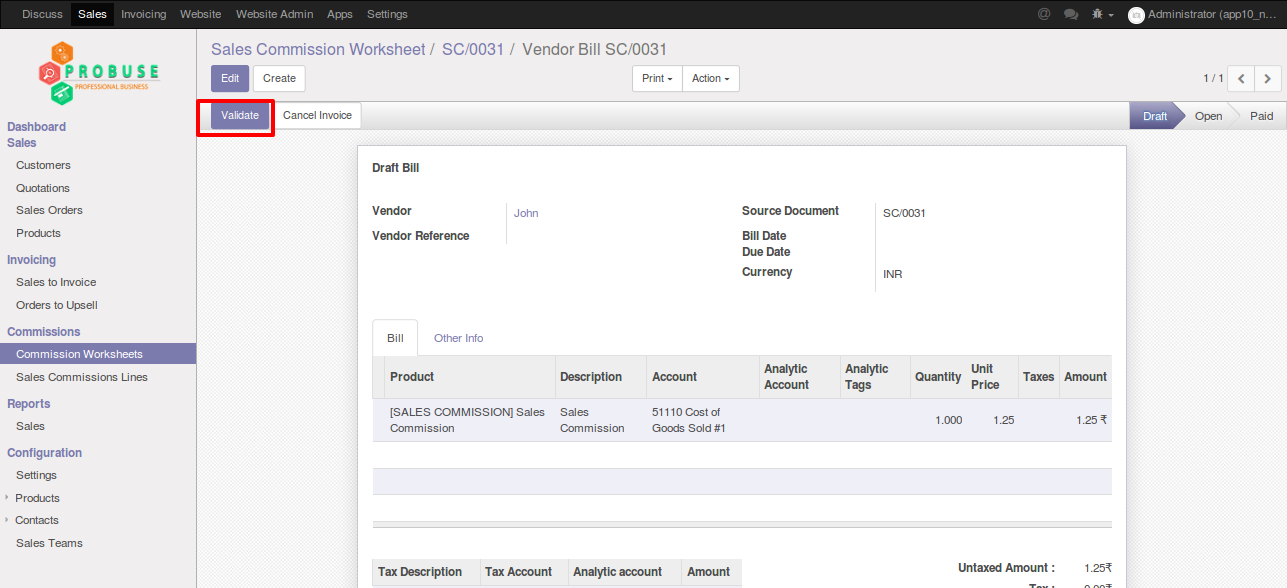 Discuss Sales Invoicing Website Website Admin Apps Settings @ Administrator (app10_n...
PROBUSE
PROFESSIONAL BUSINESS
Sales Commission Worksheet / SC/0031 / Vendor Bill SC/0031
Edit Create Print Action 1 / 1
Validate Cancel Invoice Draft Open Paid
Dashboard
Sales
Customers
Quotations
Sales Orders
Products
Invoicing
Sales to Invoice
Orders to Upsell
Commissions
Commission Worksheets
Sales Commissions Lines
Reports
Sales
Configuration
Settings
Products
Contacts
Sales Teams
Draft Bill
Vendor John
Vendor Reference
Source Document SC/0031
Bill Date
Due Date
Currency INR
Bill Other Info
Product Description Account Analytic Account Analytic Tags Quantity Unit Price Taxes Amount
[SALES COMMISSION] Sales Sales 51110 Cost of
Commission Commission Goods Sold #1 1.000 1.25 1.25 ₹
Tax Description Tax Account Analytic account Amount
Untaxed Amount : 1.25₹
Tax : 0.00₹